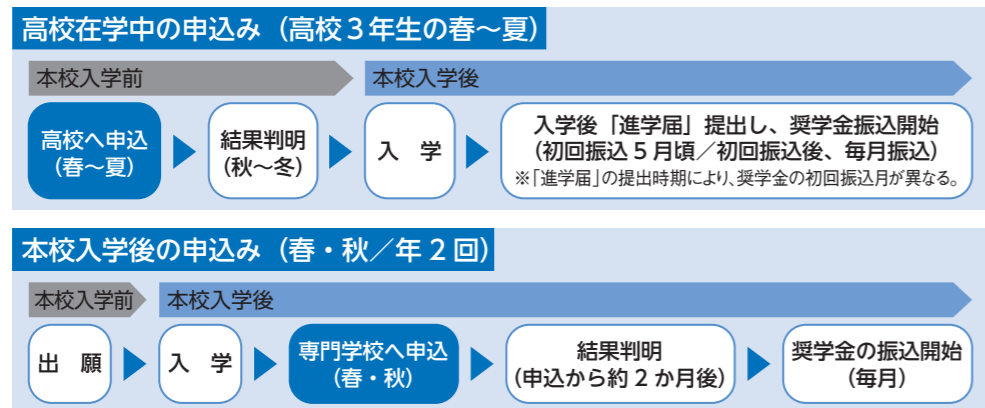 高校在学中の申込み（高校３年生の春～夏）
本校入学前
本校入学後
高校へ申込
（春～夏）
結果判明
（秋～冬）
入　学
入学後「進学届」提出し、奨学金振込開始
（初回振込５月頃／初回振込後、毎月振込）
※「進学届」の提出時期により、奨学金の初回振込月が異なる。
本校入学後の申込み（春・秋／年２回）
本校入学前
本校入学後
出　願
入　学
専門学校へ申込
（春・秋）
結果判明
（申込から約２か月後）
奨学金の振込開始
（毎月）